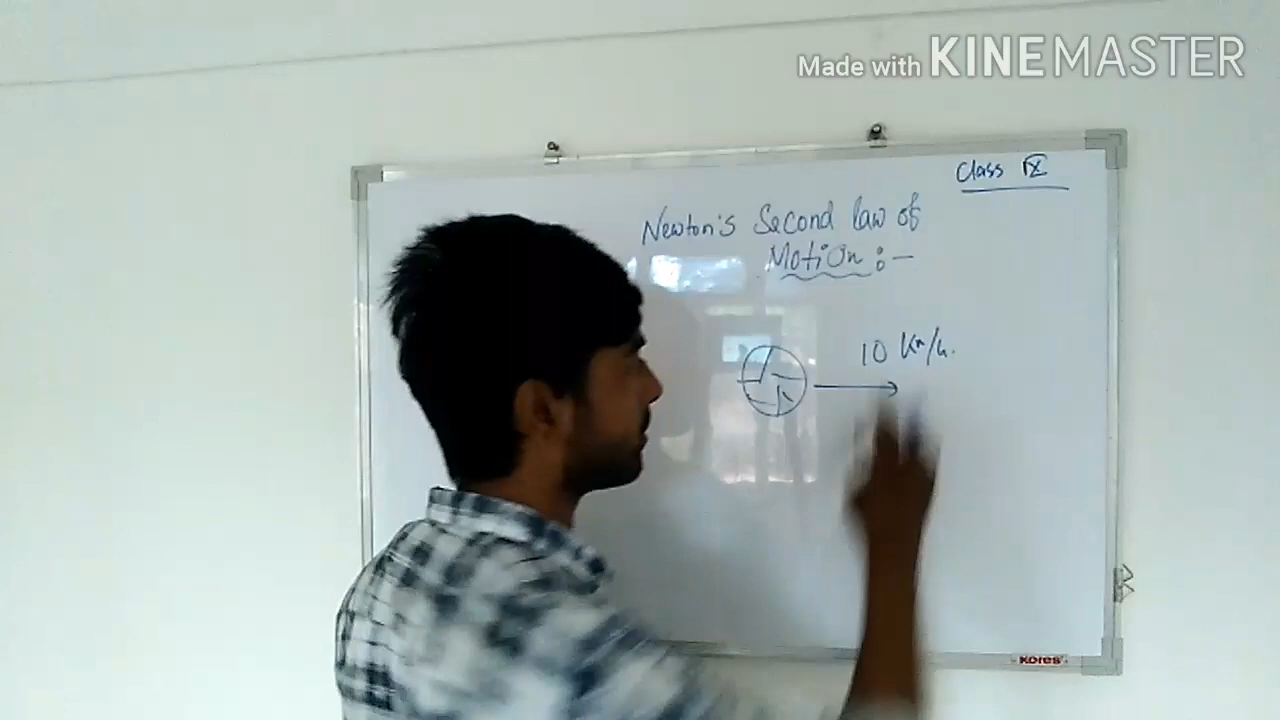 Made with KINEMASTER
Class IX
Newton's Second law of
Motion :-
10 Km/h.
KORES